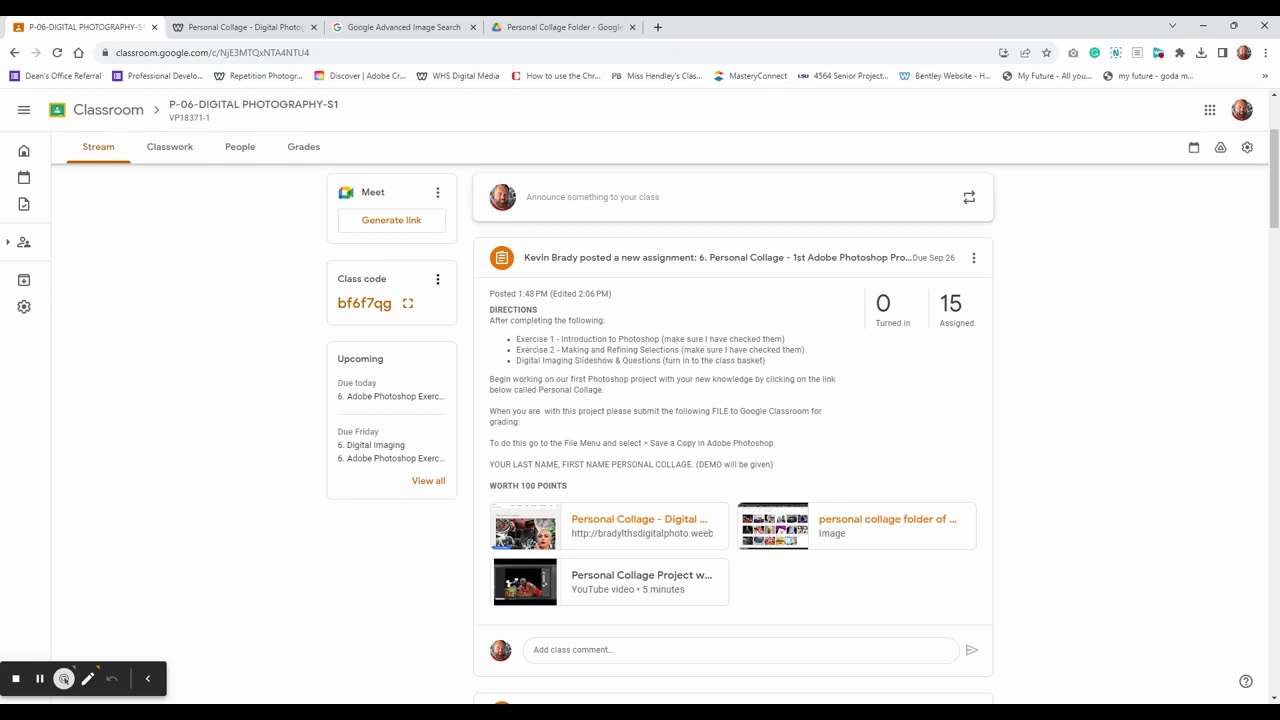 P-06-DIGITAL PHOTOGRAPHY-S1
Personal Collage - Digital Photog
Google Advanced Image Search
Personal Collage Folder - Google
classroom.google.com/c/NjE3MTQxNTA4NTU4
Dean's Office Referral
Professional Develo...
Repetition Photogr...
Discover | Adobe Cr...
WHS Digital Media
How to use the Chr...
Miss Hendley's Clas...
MasteryConnect
4564 Senior Project...
Bentley Website - H...
My Future - All you...
my future - goda m...
Classroom
P-06-DIGITAL PHOTOGRAPHY-S1
VP18371-1
Stream
Classwork
People
Grades
Meet
Generate link
Class code
bf6f7qg
Upcoming
Due today
6. Adobe Photoshop Exerc...
Due Friday
6. Digital Imaging
6. Adobe Photoshop Exerc...
View all
Announce something to your class
Kevin Brady posted a new assignment: 6. Personal Collage - 1st Adobe Photoshop Pro...
Due Sep 26
Posted 1:48 PM (Edited 2:06 PM)
0
Turned in
15
Assigned
DIRECTIONS
After completing the following:
• Exercise 1 - Introduction to Photoshop (make sure I have checked them)
• Exercise 2 - Making and Refining Selections (make sure I have checked them)
• Digital Imaging Slideshow & Questions (turn in to the class basket)
Begin working on our first Photoshop project with your new knowledge by clicking on the link
below called Personal Collage.
When you are with this project please submit the following FILE to Google Classroom for
grading:
To do this go to the File Menu and select > Save a Copy in Adobe Photoshop
YOUR LAST NAME, FIRST NAME PERSONAL COLLAGE. (DEMO will be given)
WORTH 100 POINTS
Personal Collage - Digital ...
http://bradylthsdigitalphoto.weeb
personal collage folder of ...
Image
Personal Collage Project w...
YouTube video • 5 minutes
Add class comment...